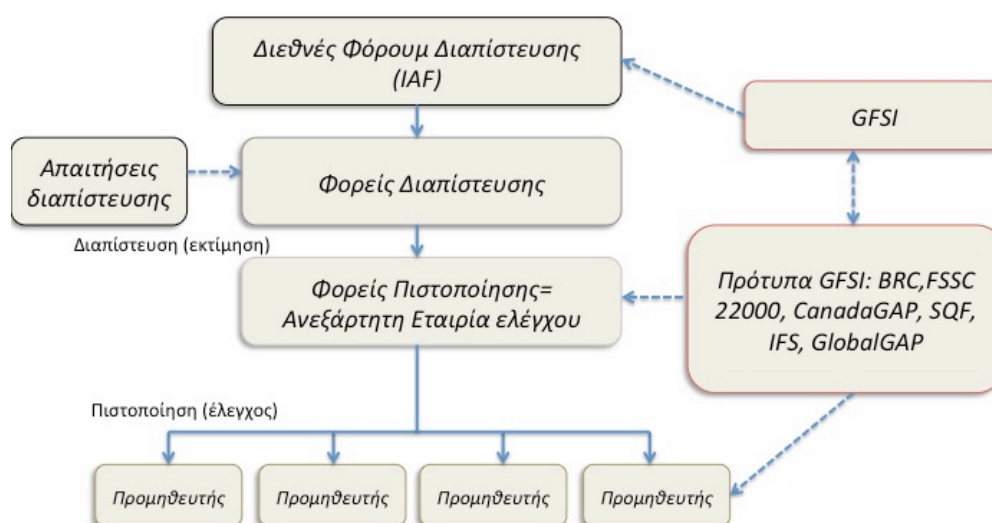 Διεθνές Φόρουμ Διαπίστευσης
(IAF)
GFSI
Απαιτήσεις
διαπίστευσης
Φορείς Διαπίστευσης
Διαπίστευση (εκτίμηση)
Φορείς Πιστοποίησης=
Ανεξάρτητη Εταιρία ελέγχου
Πρότυπα GFSI: BRC,FSSC
22000, CanadaGAP, SQF,
IFS, GlobalGAP
Πιστοποίηση (έλεγχος)
Προμηθευτής
Προμηθευτής
Προμηθευτής
Προμηθευτής